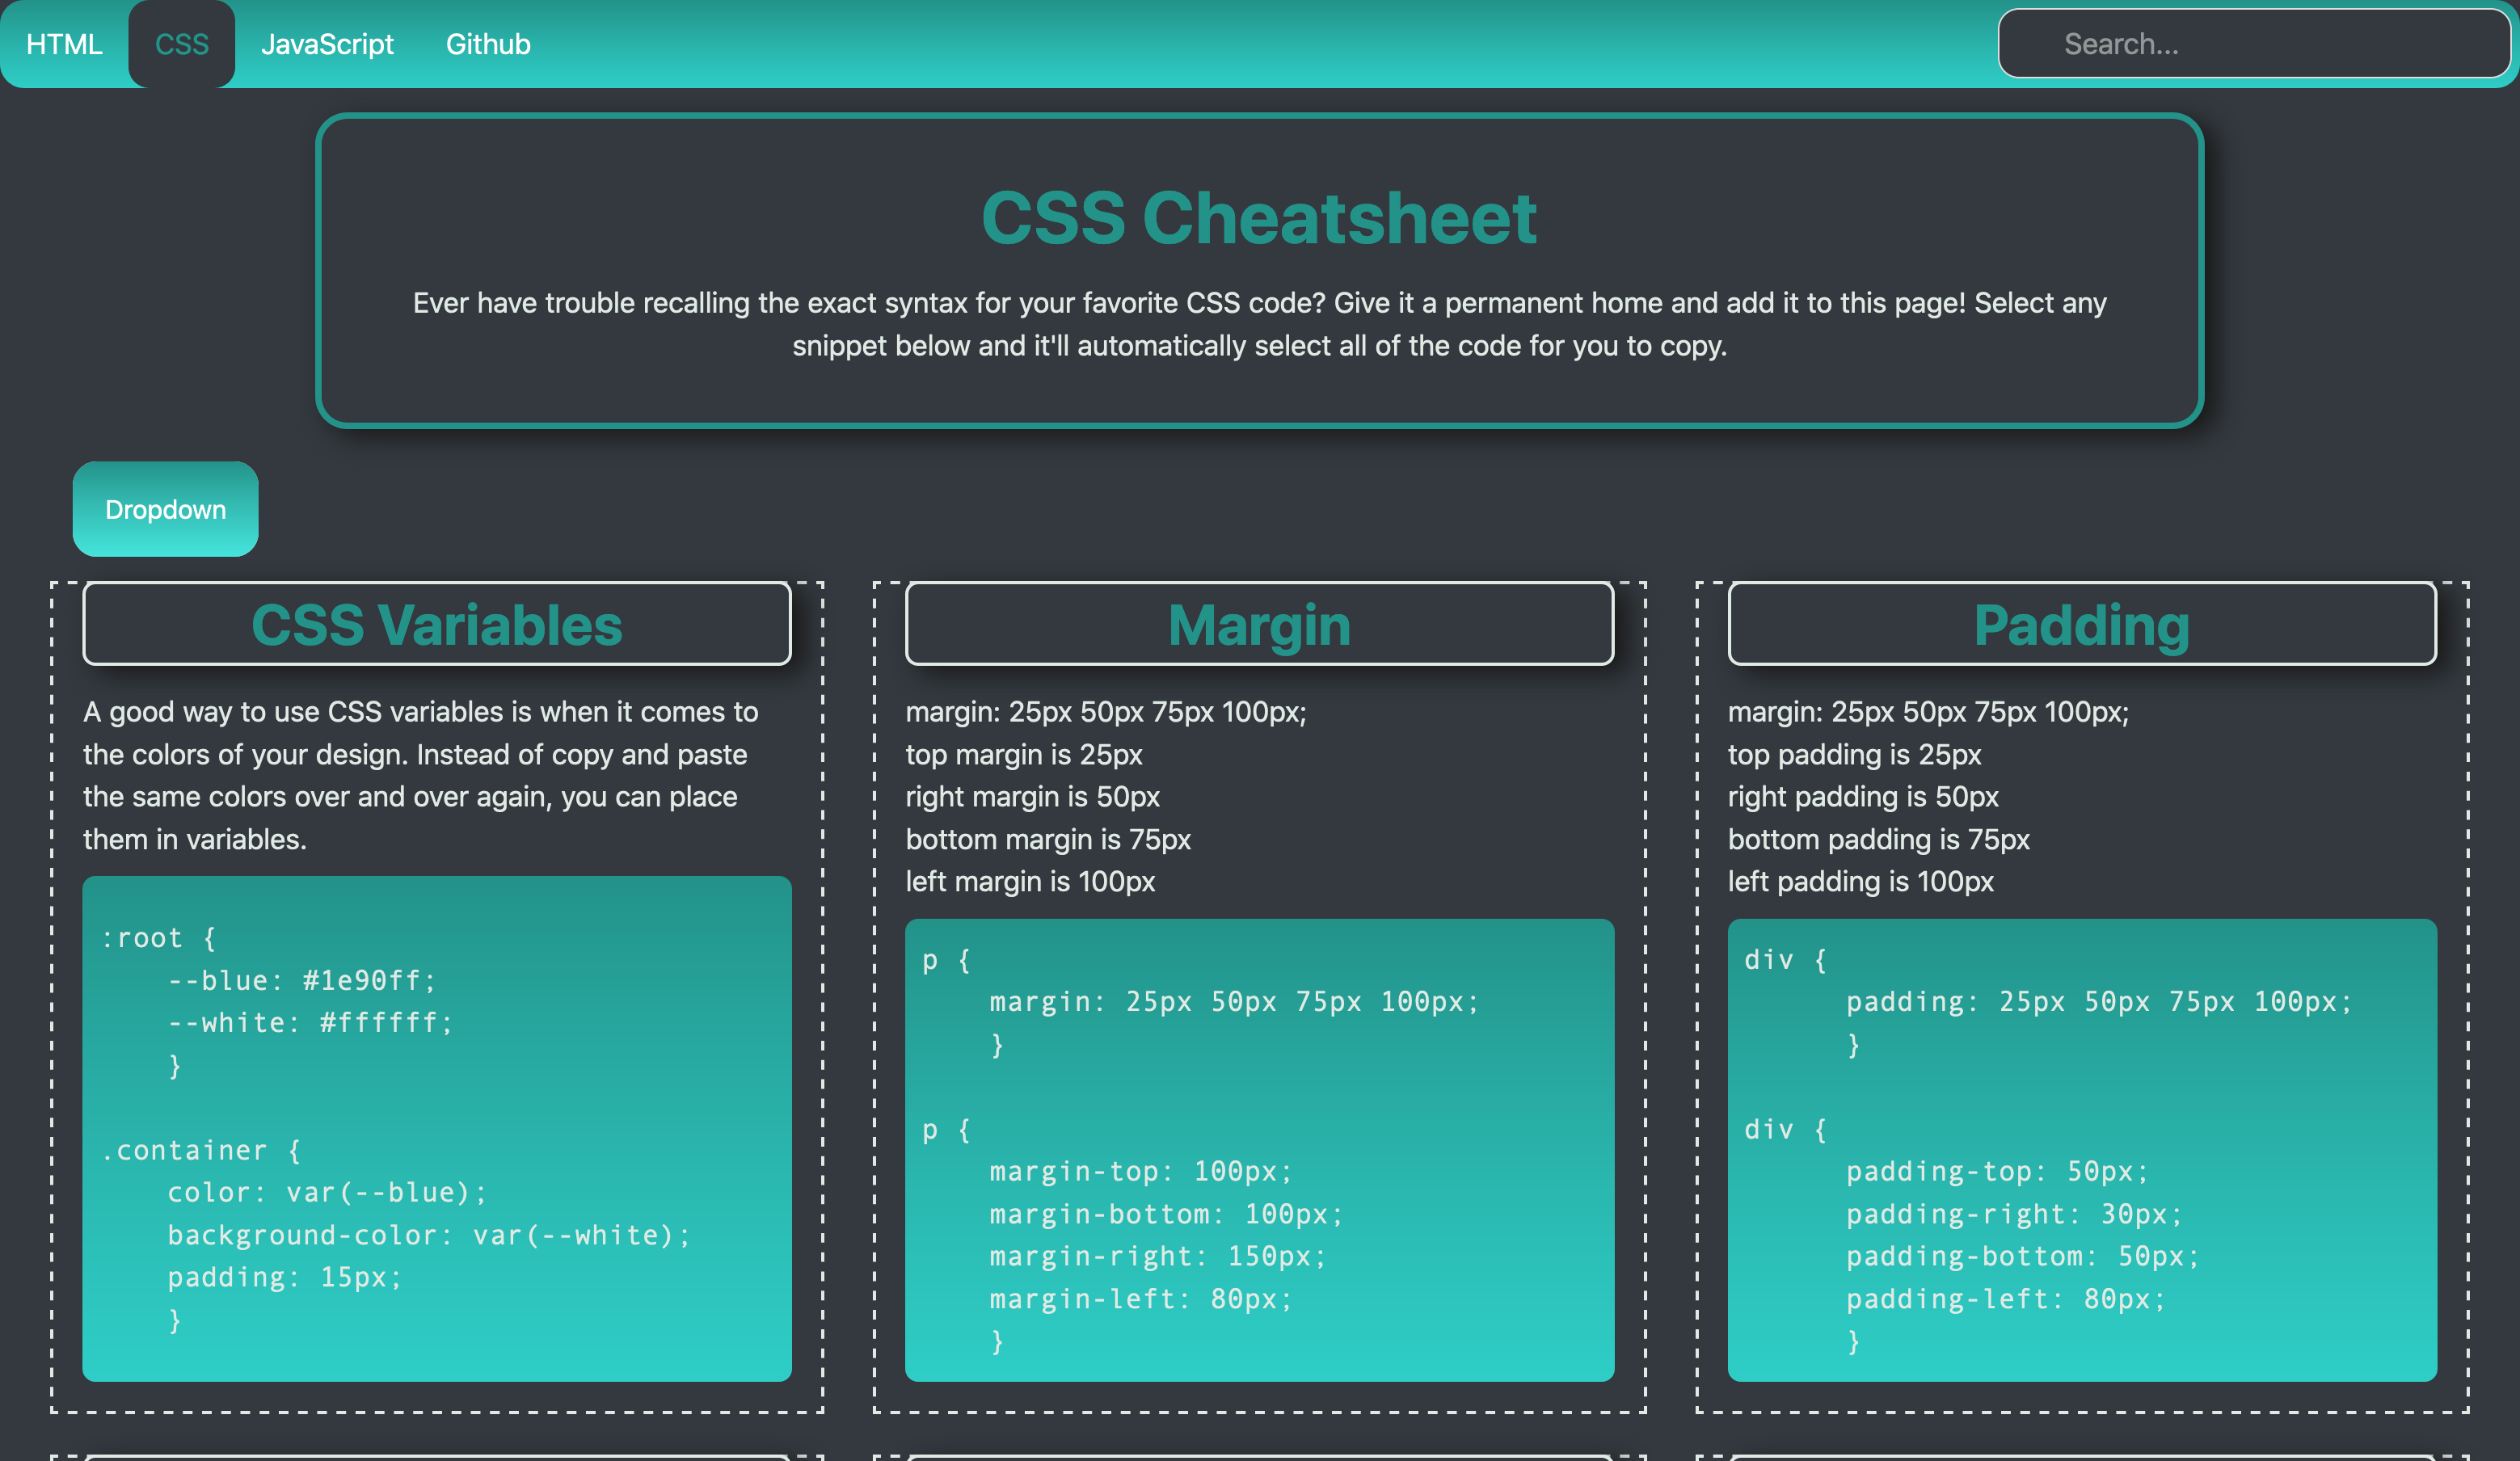 HTML CSS JavaScript Github Search...
CSS Cheatsheet
Ever have trouble recalling the exact syntax for your favorite CSS code? Give it a permanent home and add it to this page! Select any
snippet below and it'll automatically select all of the code for you to copy.
Dropdown
CSS Variables
A good way to use CSS variables is when it comes to
the colors of your design. Instead of copy and paste
the same colors over and over again, you can place
them in variables.
:root {
    --blue: #1e90ff;
    --white: #ffffff;
    }

.container {
    color: var(--blue);
    background-color: var(--white);
    padding: 15px;
    }
Margin
margin: 25px 50px 75px 100px;
top margin is 25px
right margin is 50px
bottom margin is 75px
left margin is 100px
p {
    margin: 25px 50px 75px 100px;
    }

p {
    margin-top: 100px;
    margin-bottom: 100px;
    margin-right: 150px;
    margin-left: 80px;
    }
Padding
margin: 25px 50px 75px 100px;
top padding is 25px
right padding is 50px
bottom padding is 75px
left padding is 100px
div {
      padding: 25px 50px 75px 100px;
      }

div {
      padding-top: 50px;
      padding-right: 30px;
      padding-bottom: 50px;
      padding-left: 80px;
      }